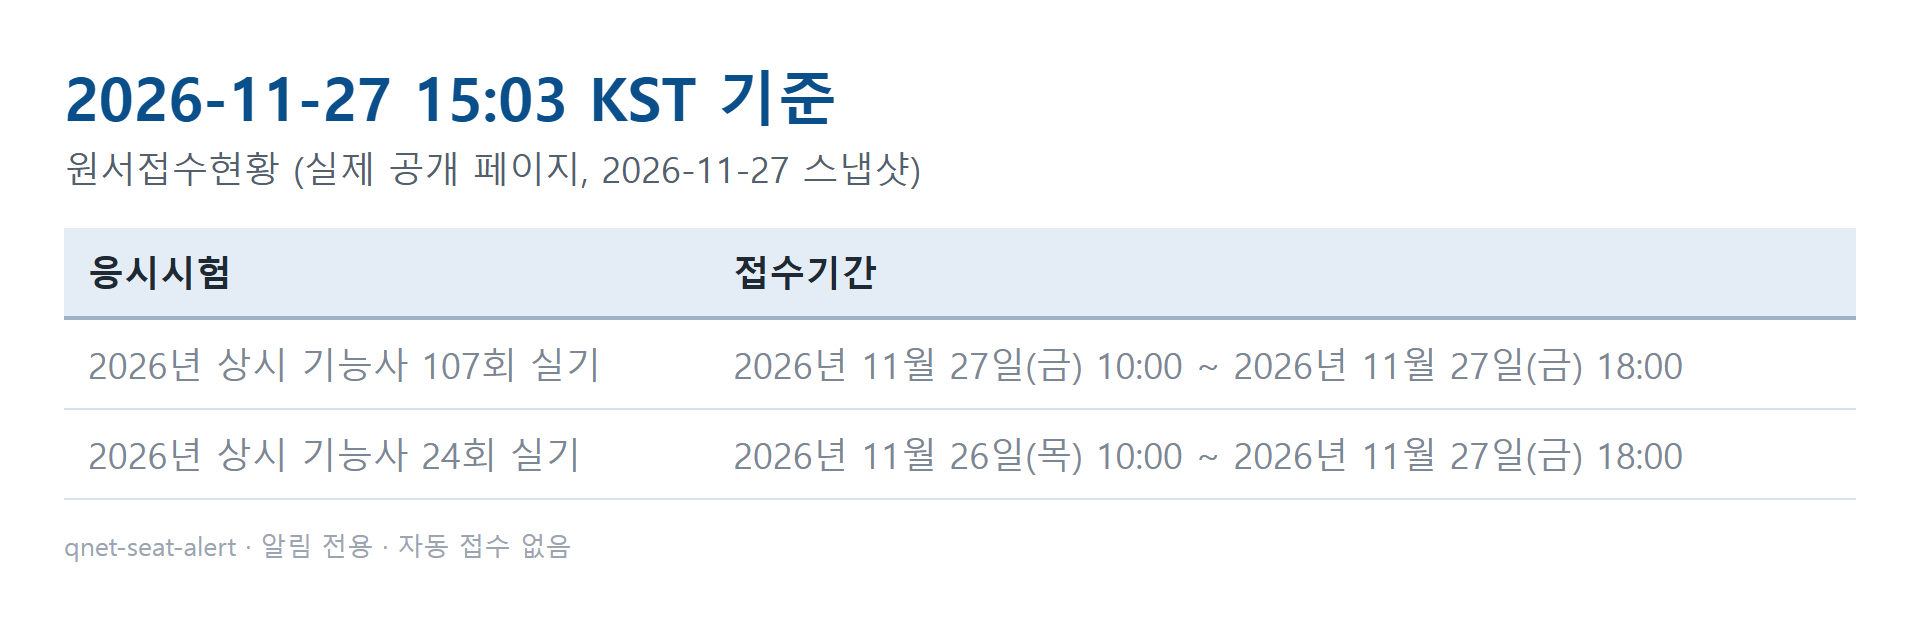 2026-11-27 15:03 KST 기준
원서접수현황 (실제 공개 페이지, 2026-11-27 스냅샷)
응시시험 접수기간
2026년 상시 기능사 107회 실기 2026년 11월 27일(금) 10:00 ~ 2026년 11월 27일(금) 18:00
2026년 상시 기능사 24회 실기 2026년 11월 26일(목) 10:00 ~ 2026년 11월 27일(금) 18:00
qnet-seat-alert · 알림 전용 · 자동 접수 없음